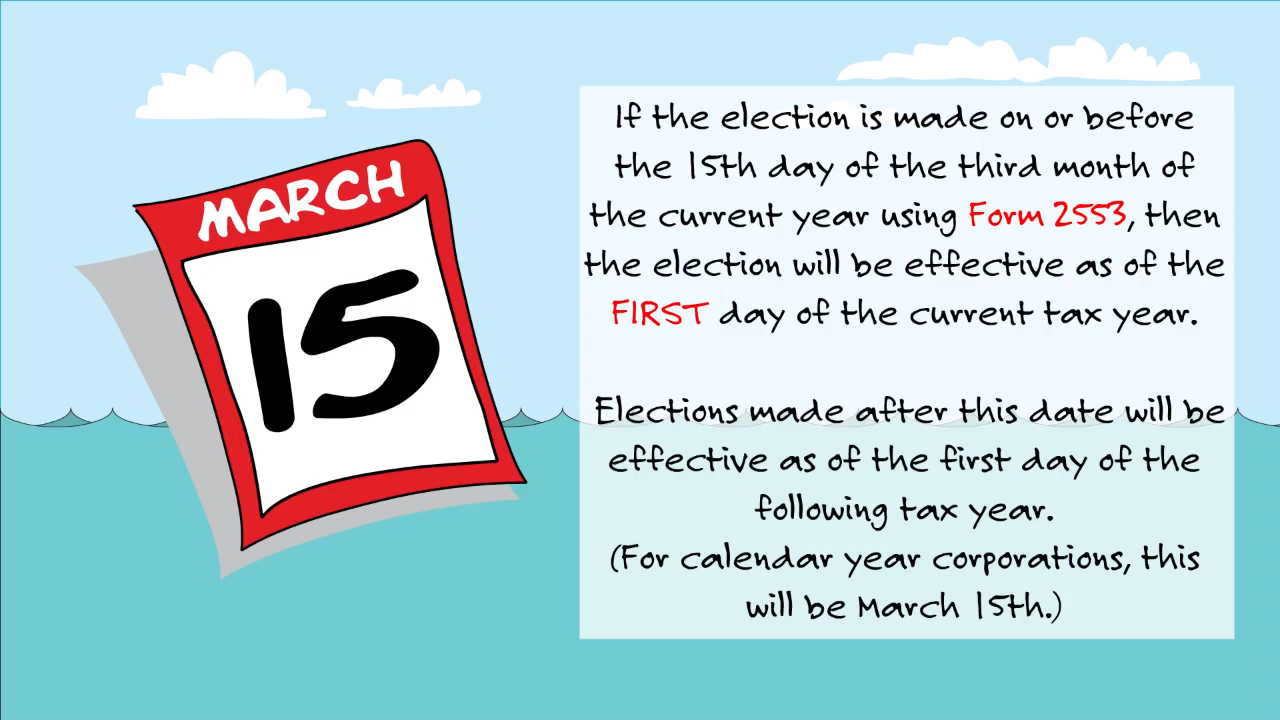 MARCH
15
If the election is made on or before
the 15th day of the third month of
the current year using Form 2553, then
the election will be effective as of the
FIRST day of the current tax year.
Elections made after this date will be
effective as of the first day of the
following tax year.
(For calendar year corporations, this
will be March 15th.)